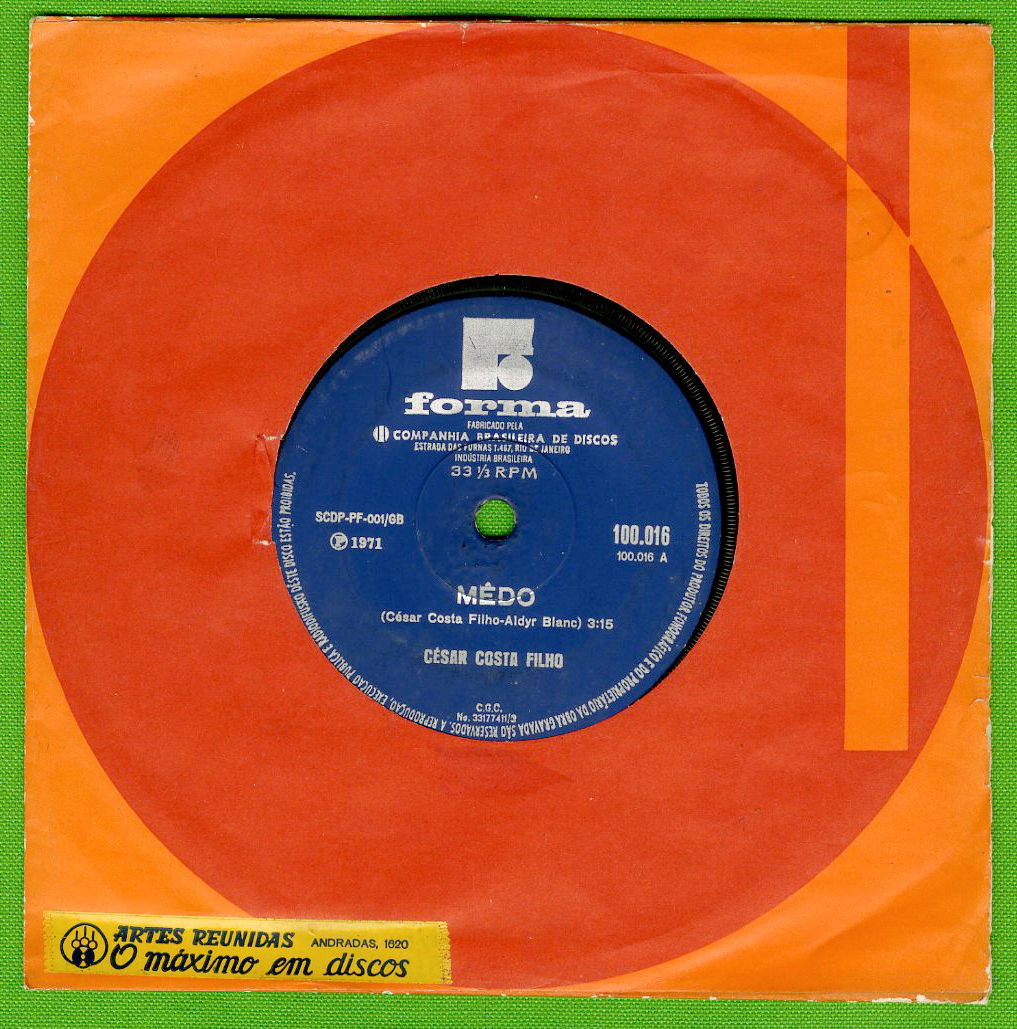 forma
FABRICADO PELA
COMPANHIA BRASILEIRA DE DISCOS
ESTRADA DAS FURNAS 1.487, RIO DE JANEIRO
INDÚSTRIA BRASILEIRA
33 1/3 RPM
SCDP-PF-001/GB
℗ 1971
100.016
100.016 A
MÊDO
(César Costa Filho-Aldyr Blanc) 3:15
CÉSAR COSTA FILHO
C.G.C.
No. 33177411/3
TODOS OS DIREITOS DO PRODUTOR FONOGRÁFICO E DO PROPRIETÁRIO DA OBRA GRAVADA SÃO RESERVADOS. A REPRODUÇÃO, EXECUÇÃO PÚBLICA E RADIODIFUSÃO DÊSTE DISCO ESTÃO PROIBIDAS.
ARTES REUNIDAS ANDRADAS, 1620
O máximo em discos